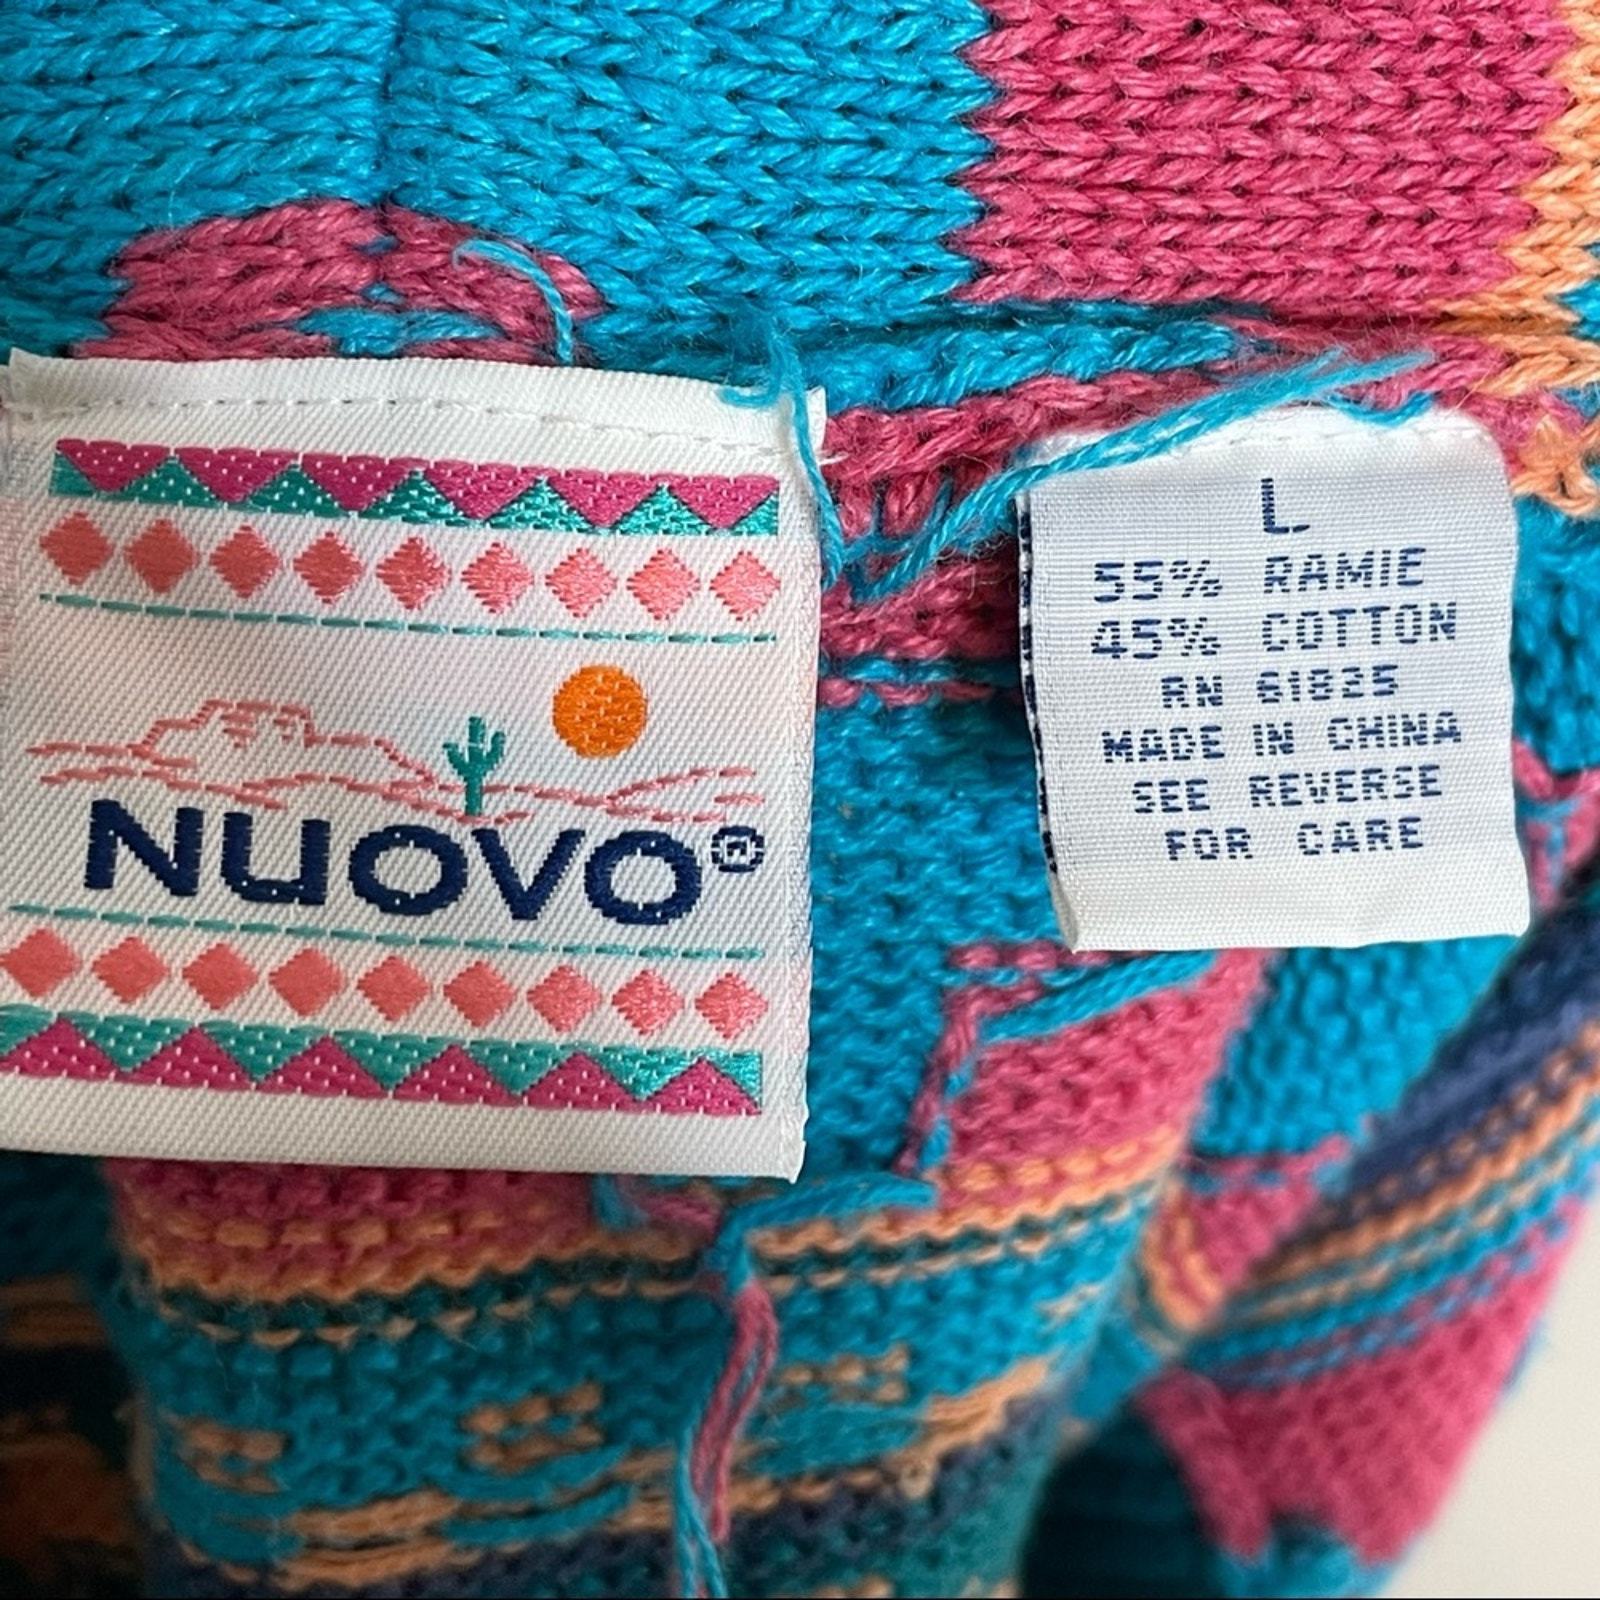 NUOVO®
L
55% RAMIE
45% COTTON
RN 61825
MADE IN CHINA
SEE REVERSE
FOR CARE